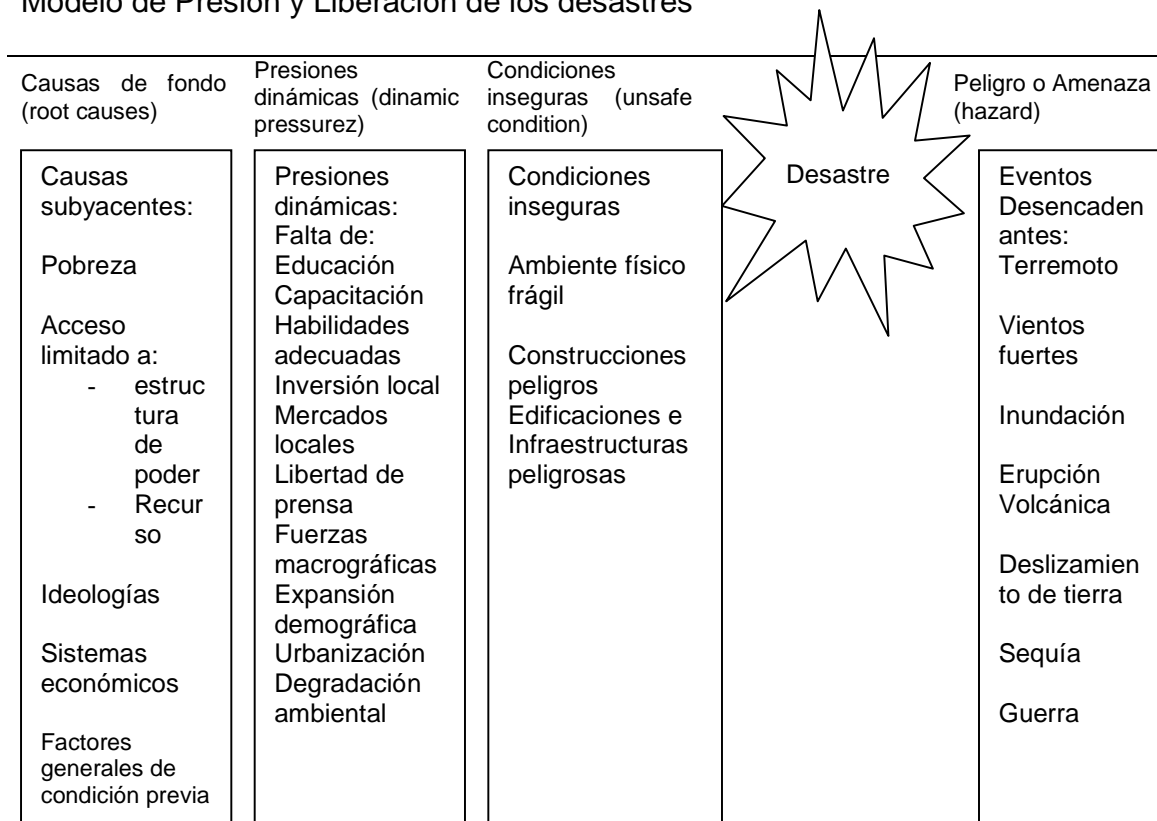 Modelo de Presión y Liberación de los desastres
Causas de fondo
(root causes)
Presiones
dinámicas (dinamic
pressurez)
Condiciones
inseguras (unsafe
condition)
Peligro o Amenaza
(hazard)
Causas
subyacentes:
Pobreza
Acceso
limitado a:
- estruc
tura
de
poder
- Recur
so
Ideologías
Sistemas
económicos
Factores
generales de
condición previa
Presiones
dinámicas:
Falta de:
Educación
Capacitación
Habilidades
adecuadas
Inversión local
Mercados
locales
Libertad de
prensa
Fuerzas
macrográficas
Expansión
demográfica
Urbanización
Degradación
ambiental
Condiciones
inseguras
Ambiente físico
frágil
Construcciones
peligros
Edificaciones e
Infraestructuras
peligrosas
Desastre
Eventos
Desencaden
antes:
Terremoto
Vientos
fuertes
Inundación
Erupción
Volcánica
Deslizamien
to de tierra
Sequía
Guerra